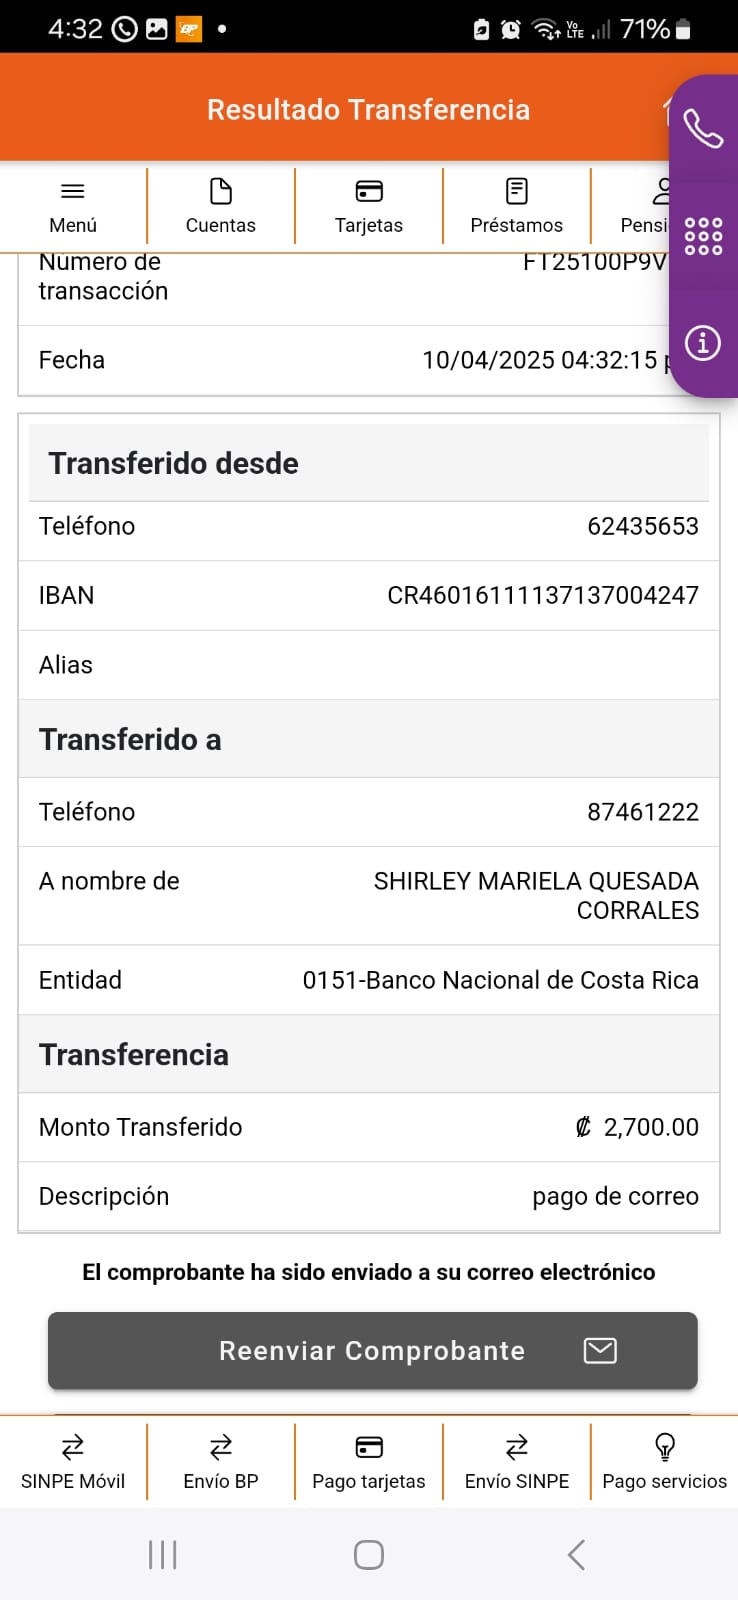 4:32
Vo LTE
71%
Resultado Transferencia
Menú
Cuentas
Tarjetas
Préstamos
Número de transacción
FT25100P9V
Fecha
10/04/2025 04:32:15
Transferido desde
Teléfono
62435653
IBAN
CR46016111137137004247
Alias
Transferido a
Teléfono
87461222
A nombre de
SHIRLEY MARIELA QUESADA
CORRALES
Entidad
0151-Banco Nacional de Costa Rica
Transferencia
Monto Transferido
₡ 2,700.00
Descripción
pago de correo
El comprobante ha sido enviado a su correo electrónico
Reenviar Comprobante
SINPE Móvil
Envío BP
Pago tarjetas
Envío SINPE
Pago servicios